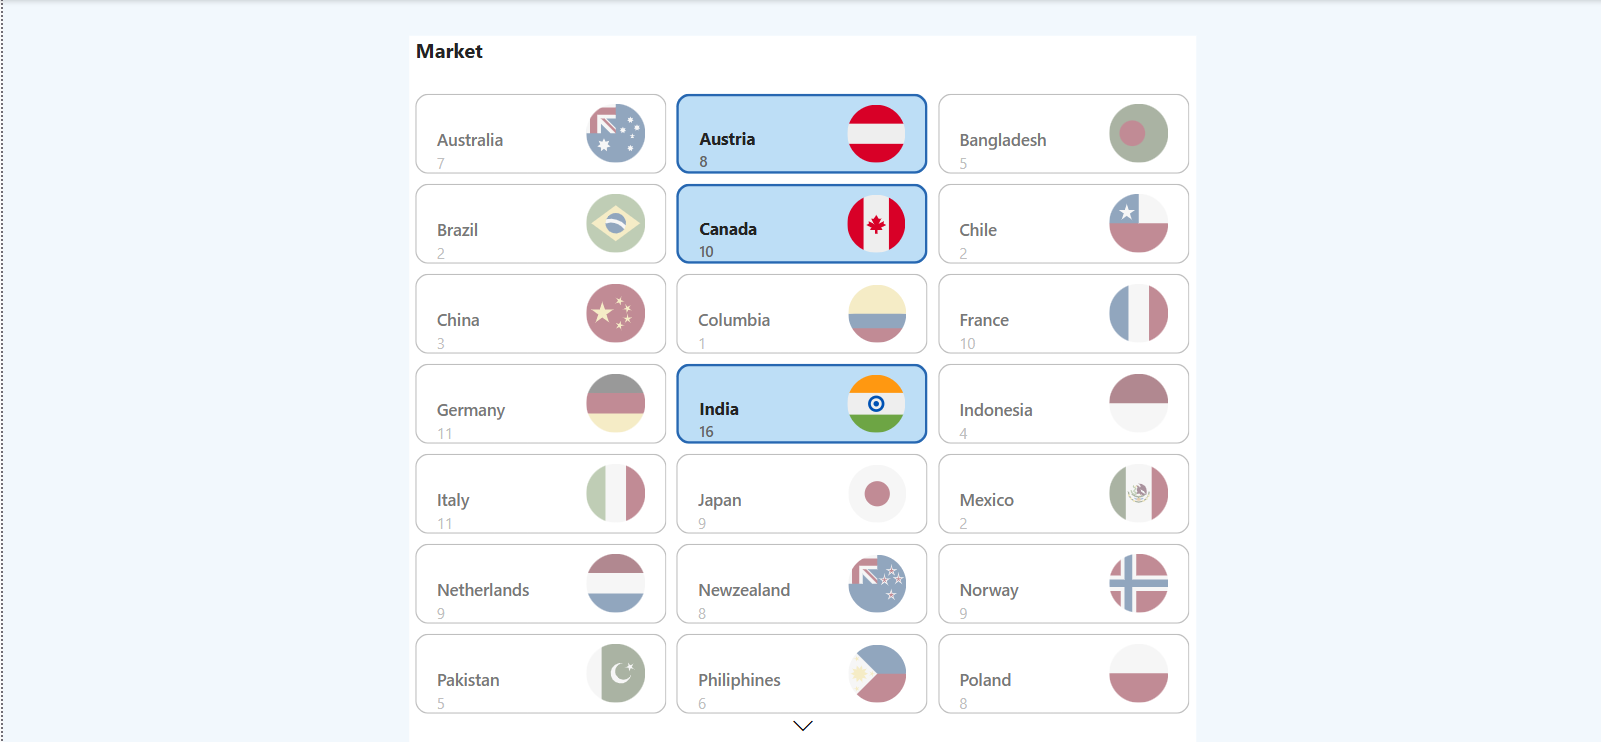 Market
Australia
7
Austria
8
Bangladesh
5
Brazil
2
Canada
10
Chile
2
China
3
Columbia
1
France
10
Germany
11
India
16
Indonesia
4
Italy
11
Japan
9
Mexico
2
Netherlands
9
Newzealand
8
Norway
9
Pakistan
5
Philiphines
6
Poland
8